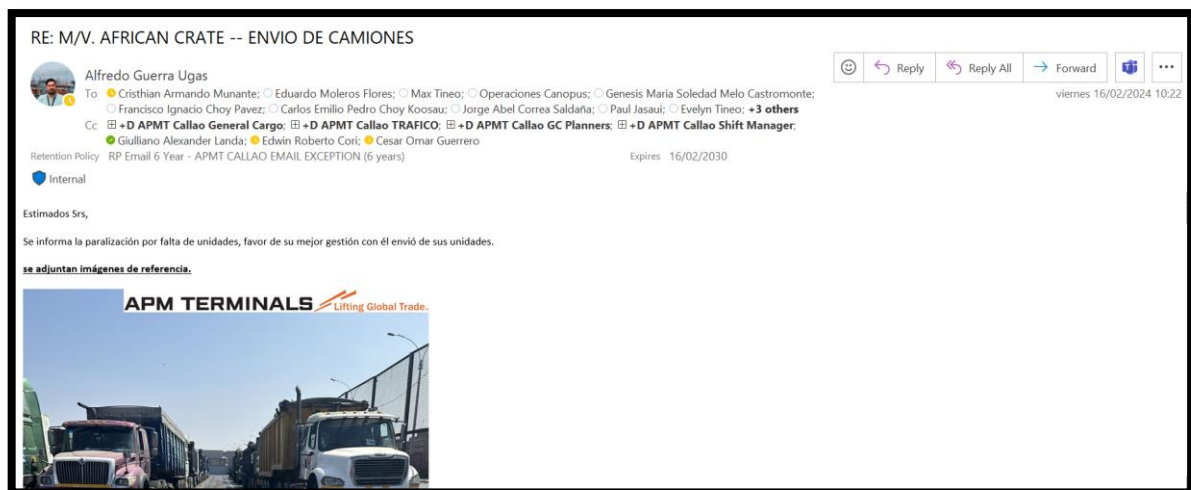 RE: M/V. AFRICAN CRATE -- ENVIO DE CAMIONES
Alfredo Guerra Ugas
Reply Reply All Forward
To Cristhian Armando Munante; Eduardo Moleros Flores; Max Tineo; Operaciones Canopus; Genesis Maria Soledad Melo Castromonte;
viernes 16/02/2024 10:22
Francisco Ignacio Choy Pavez; Carlos Emilio Pedro Choy Koosau; Jorge Abel Correa Saldaña; Paul Jasaui; Evelyn Tineo; +3 others
Cc +D APMT Callao General Cargo; +D APMT Callao TRAFICO; +D APMT Callao GC Planners; +D APMT Callao Shift Manager;
Giulliano Alexander Landa; Edwin Roberto Cori; Cesar Omar Guerrero
Retention Policy RP Email 6 Year - APMT CALLAO EMAIL EXCEPTION (6 years) Expires 16/02/2030
Internal
Estimados Srs,
Se informa la paralización por falta de unidades, favor de su mejor gestión con él envió de sus unidades.
se adjuntan imágenes de referencia.
APM TERMINALS Lifting Global Trade.